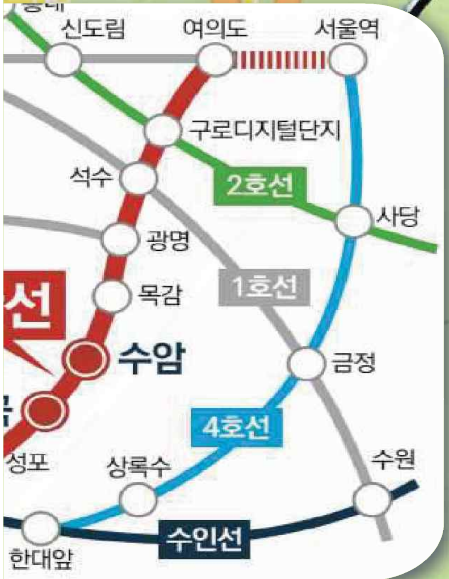 신도림 여의도 서울역
구로디지털단지
석수
2호선
사당
광명
1호선
목감
선
수암
금정
4호선
성포
상록수
수원
수인선
한대앞